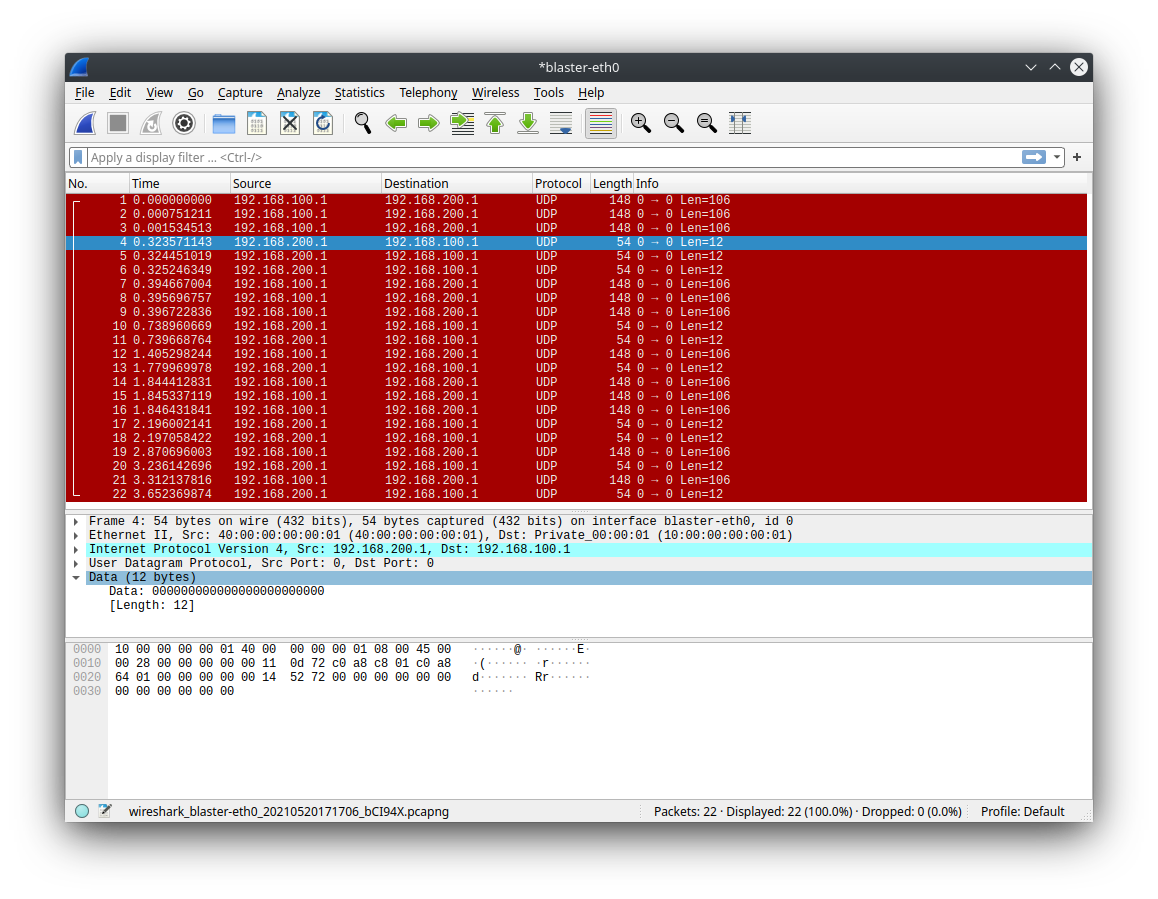 *blaster-eth0
File Edit View Go Capture Analyze Statistics Telephony Wireless Tools Help
Apply a display filter ... <Ctrl-/>
No. Time Source Destination Protocol Length Info
1 0.000000000 192.168.100.1 192.168.200.1 UDP 148 0 → 0 Len=106
2 0.000751211 192.168.100.1 192.168.200.1 UDP 148 0 → 0 Len=106
3 0.001534513 192.168.100.1 192.168.200.1 UDP 148 0 → 0 Len=106
4 0.323571143 192.168.200.1 192.168.100.1 UDP 54 0 → 0 Len=12
5 0.324451019 192.168.200.1 192.168.100.1 UDP 54 0 → 0 Len=12
6 0.325246349 192.168.200.1 192.168.100.1 UDP 54 0 → 0 Len=12
7 0.394667004 192.168.100.1 192.168.200.1 UDP 148 0 → 0 Len=106
8 0.395696757 192.168.100.1 192.168.200.1 UDP 148 0 → 0 Len=106
9 0.396722836 192.168.100.1 192.168.200.1 UDP 148 0 → 0 Len=106
10 0.738960669 192.168.200.1 192.168.100.1 UDP 54 0 → 0 Len=12
11 0.739668764 192.168.200.1 192.168.100.1 UDP 54 0 → 0 Len=12
12 1.405298244 192.168.100.1 192.168.200.1 UDP 148 0 → 0 Len=106
13 1.779969978 192.168.200.1 192.168.100.1 UDP 54 0 → 0 Len=12
14 1.844412831 192.168.100.1 192.168.200.1 UDP 148 0 → 0 Len=106
15 1.845337119 192.168.100.1 192.168.200.1 UDP 148 0 → 0 Len=106
16 1.846431841 192.168.100.1 192.168.200.1 UDP 148 0 → 0 Len=106
17 2.196002141 192.168.200.1 192.168.100.1 UDP 54 0 → 0 Len=12
18 2.197058422 192.168.200.1 192.168.100.1 UDP 54 0 → 0 Len=12
19 2.870696003 192.168.100.1 192.168.200.1 UDP 148 0 → 0 Len=106
20 3.236142696 192.168.200.1 192.168.100.1 UDP 54 0 → 0 Len=12
21 3.312137816 192.168.100.1 192.168.200.1 UDP 148 0 → 0 Len=106
22 3.652369874 192.168.200.1 192.168.100.1 UDP 54 0 → 0 Len=12
Frame 4: 54 bytes on wire (432 bits), 54 bytes captured (432 bits) on interface blaster-eth0, id 0
Ethernet II, Src: 40:00:00:00:00:01 (40:00:00:00:00:01), Dst: Private_00:00:01 (10:00:00:00:00:01)
Internet Protocol Version 4, Src: 192.168.200.1, Dst: 192.168.100.1
User Datagram Protocol, Src Port: 0, Dst Port: 0
Data (12 bytes)
Data: 000000000000000000000000
[Length: 12]
0000 10 00 00 00 00 01 40 00 00 00 00 01 08 00 45 00 ······@· ······E·
0010 00 28 00 00 00 00 00 11 0d 72 c0 a8 c8 01 c0 a8 ·(······ ·r······
0020 64 01 00 00 00 00 00 14 52 72 00 00 00 00 00 00 d······· Rr······
0030 00 00 00 00 00 00 ······
wireshark_blaster-eth0_20210520171706_bCI94X.pcapng Packets: 22 · Displayed: 22 (100.0%) · Dropped: 0 (0.0%) Profile: Default